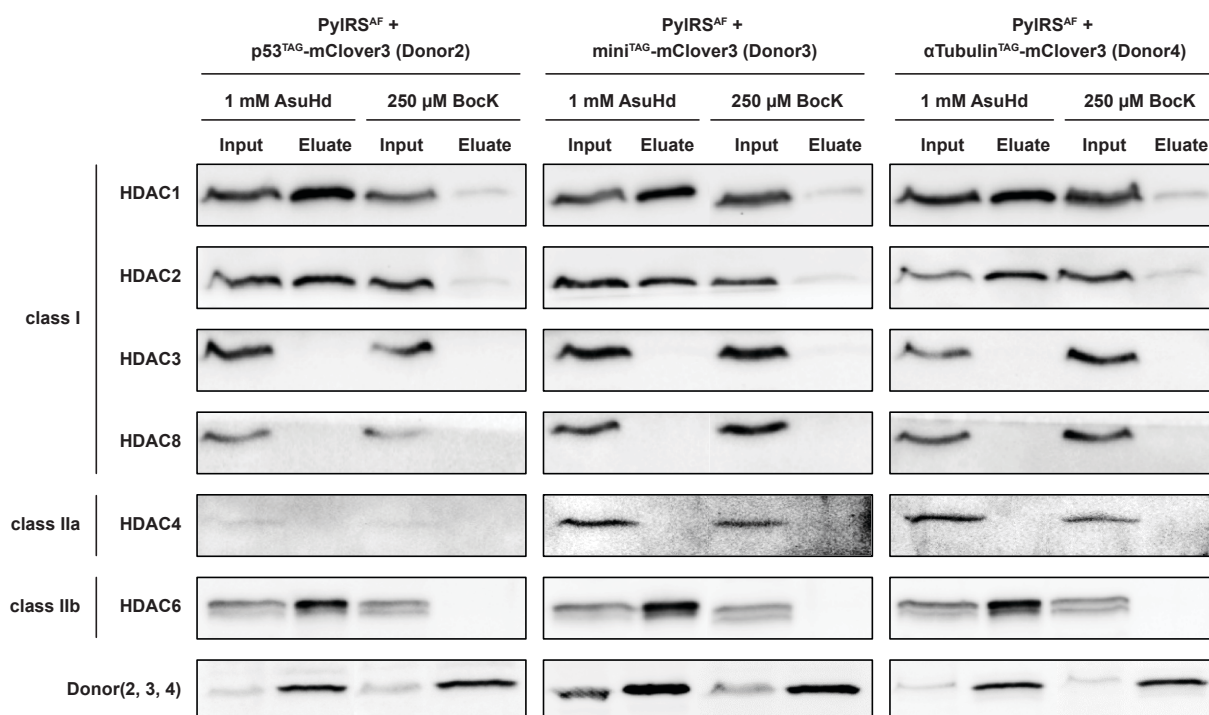 PylRSAF +
p53TAG-mClover3 (Donor2)
PylRSAF +
miniTAG-mClover3 (Donor3)
PylRSAF +
αTubulinTAG-mClover3 (Donor4)
1 mM AsuHd
250 µM BocK
1 mM AsuHd
250 µM BocK
1 mM AsuHd
250 µM BocK
Input Eluate Input Eluate
Input Eluate Input Eluate
Input Eluate Input Eluate
class I
HDAC1
HDAC2
HDAC3
HDAC8
class IIa
HDAC4
class IIb
HDAC6
Donor(2, 3, 4)